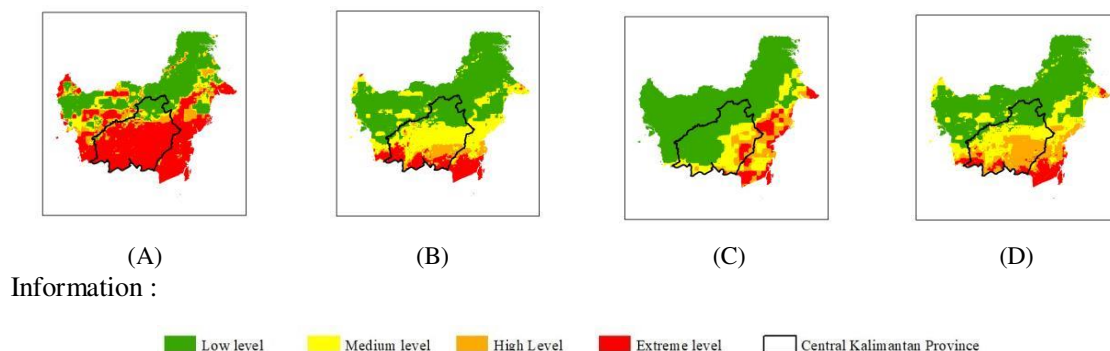 (A) (B) (C) (D)
Information :
Low level Medium level High Level Extreme level Central Kalimantan Province